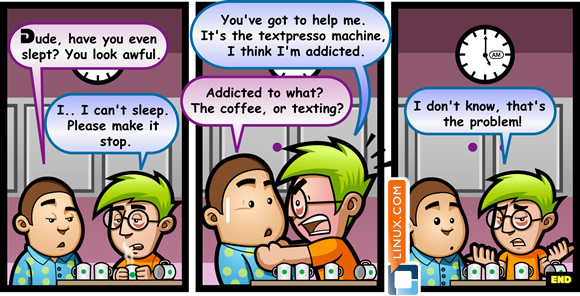 Dude, have you even
slept? You look awful.
I.. I can't sleep.
Please make it
stop.
You've got to help me.
It's the textpresso machine,
I think I'm addicted.
Addicted to what?
The coffee, or texting?
AM
I don't know, that's
the problem!
LINUX.COM
END